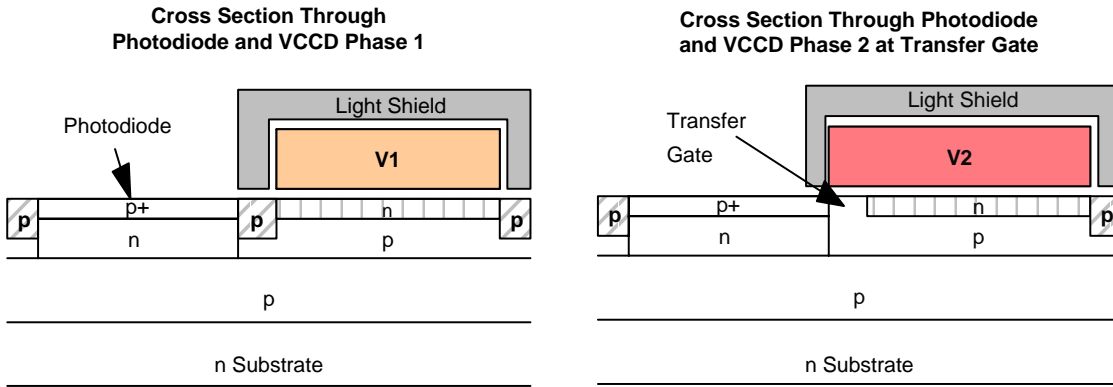 Cross Section Through
Photodiode and VCCD Phase 1
Light Shield
Photodiode
V1
p+
n
p
p
p
n
p
p
n Substrate
Cross Section Through Photodiode
and VCCD Phase 2 at Transfer Gate
Light Shield
Transfer
Gate
V2
p+
n
p
n
p
p
n Substrate